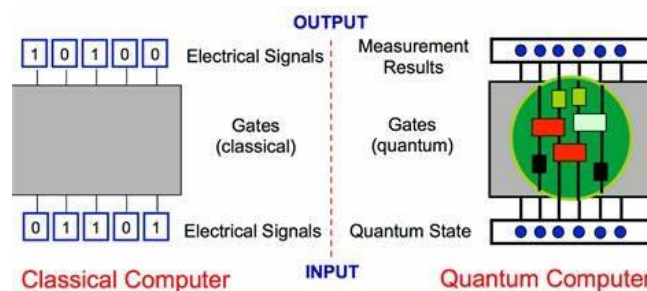 OUTPUT
1 0 1 0 0
Electrical Signals
Measurement
Results
Gates
(classical)
Gates
(quantum)
0 1 1 0 1
Electrical Signals
Quantum State
INPUT
Classical Computer
Quantum Computer